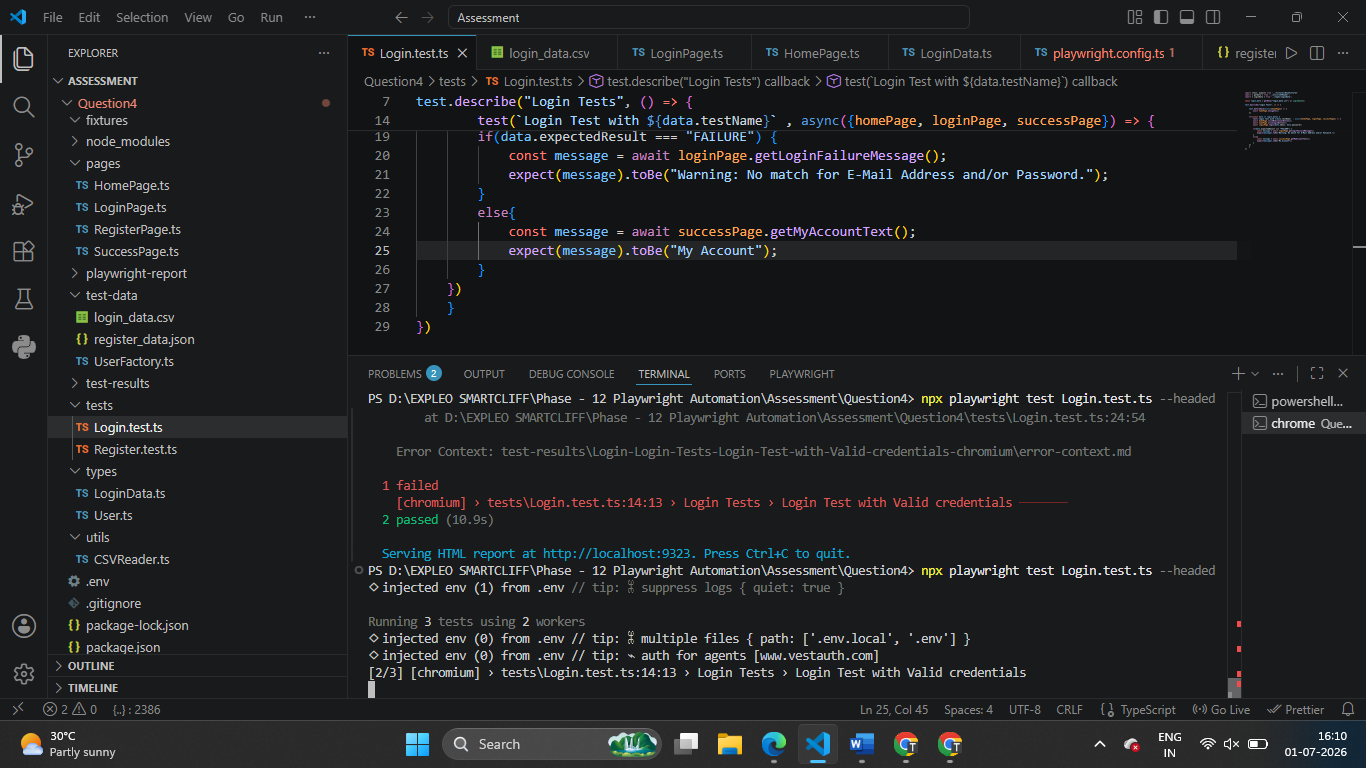 File Edit Selection View Go Run ··· Assessment
EXPLORER ···
ASSESSMENT
Question4
fixtures
node_modules
pages
TS HomePage.ts
TS LoginPage.ts
TS RegisterPage.ts
TS SuccessPage.ts
playwright-report
test-data
login_data.csv
{} register_data.json
TS UserFactory.ts
test-results
tests
TS Login.test.ts
TS Register.test.ts
types
TS LoginData.ts
TS User.ts
utils
TS CSVReader.ts
.env
.gitignore
{} package-lock.json
{} package.json
OUTLINE
TIMELINE
TS Login.test.ts login_data.csv TS LoginPage.ts TS HomePage.ts TS LoginData.ts TS playwright.config.ts 1 {} register ···
Question4 > tests > TS Login.test.ts > test.describe("Login Tests") callback > test(`Login Test with ${data.testName}`) callback
7 test.describe("Login Tests", () => {
14 test(`Login Test with ${data.testName}` , async({homePage, loginPage, successPage}) => {
19 if(data.expectedResult === "FAILURE") {
20 const message = await loginPage.getLoginFailureMessage();
21 expect(message).toBe("Warning: No match for E-Mail Address and/or Password.");
22 }
23 else{
24 const message = await successPage.getMyAccountText();
25 expect(message).toBe("My Account");
26 }
27 })
28 }
29 })
PROBLEMS 2 OUTPUT DEBUG CONSOLE TERMINAL PORTS PLAYWRIGHT
PS D:\EXPLEO SMARTCLIFF\Phase - 12 Playwright Automation\Assessment\Question4> npx playwright test Login.test.ts --headed
at D:\EXPLEO SMARTCLIFF\Phase - 12 Playwright Automation\Assessment\Question4\tests\Login.test.ts:24:54
Error Context: test-results\Login-Login-Tests-Login-Test-with-Valid-credentials-chromium\error-context.md
1 failed
[chromium] › tests\Login.test.ts:14:13 › Login Tests › Login Test with Valid credentials
2 passed (10.9s)
Serving HTML report at http://localhost:9323. Press Ctrl+C to quit.
PS D:\EXPLEO SMARTCLIFF\Phase - 12 Playwright Automation\Assessment\Question4> npx playwright test Login.test.ts --headed
◇ injected env (1) from .env // tip: ⌘ suppress logs { quiet: true }
Running 3 tests using 2 workers
◇ injected env (0) from .env // tip: ⌘ multiple files { path: ['.env.local', '.env'] }
◇ injected env (0) from .env // tip: auth for agents [www.vestauth.com]
[2/3] [chromium] › tests\Login.test.ts:14:13 › Login Tests › Login Test with Valid credentials
powershell...
chrome Que...
2 0 {..} : 2386 Ln 25, Col 45 Spaces: 4 UTF-8 CRLF {} TypeScript Go Live Prettier
30°C
Partly sunny
Search
ENG
IN
16:10
01-07-2026